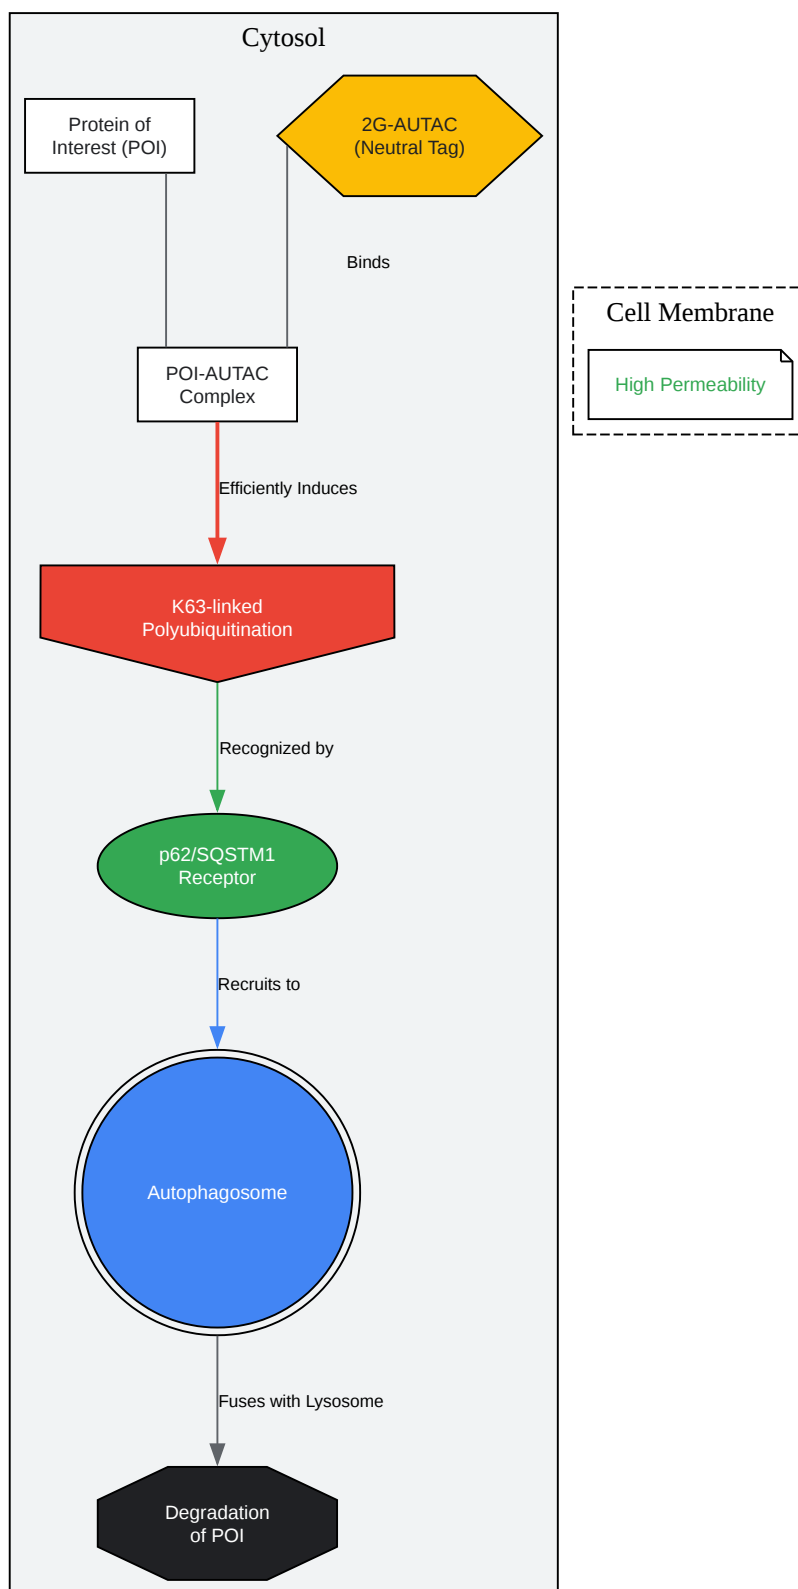 Cytosol
Protein of
Interest (POI)
2G-AUTAC
(Neutral Tag)
Binds
Cell Membrane
High Permeability
POI-AUTAC
Complex
Efficiently Induces
K63-linked
Polyubiquitination
Recognized by
p62/SQSTM1
Receptor
Recruits to
Autophagosome
Fuses with Lysosome
Degradation
of POI